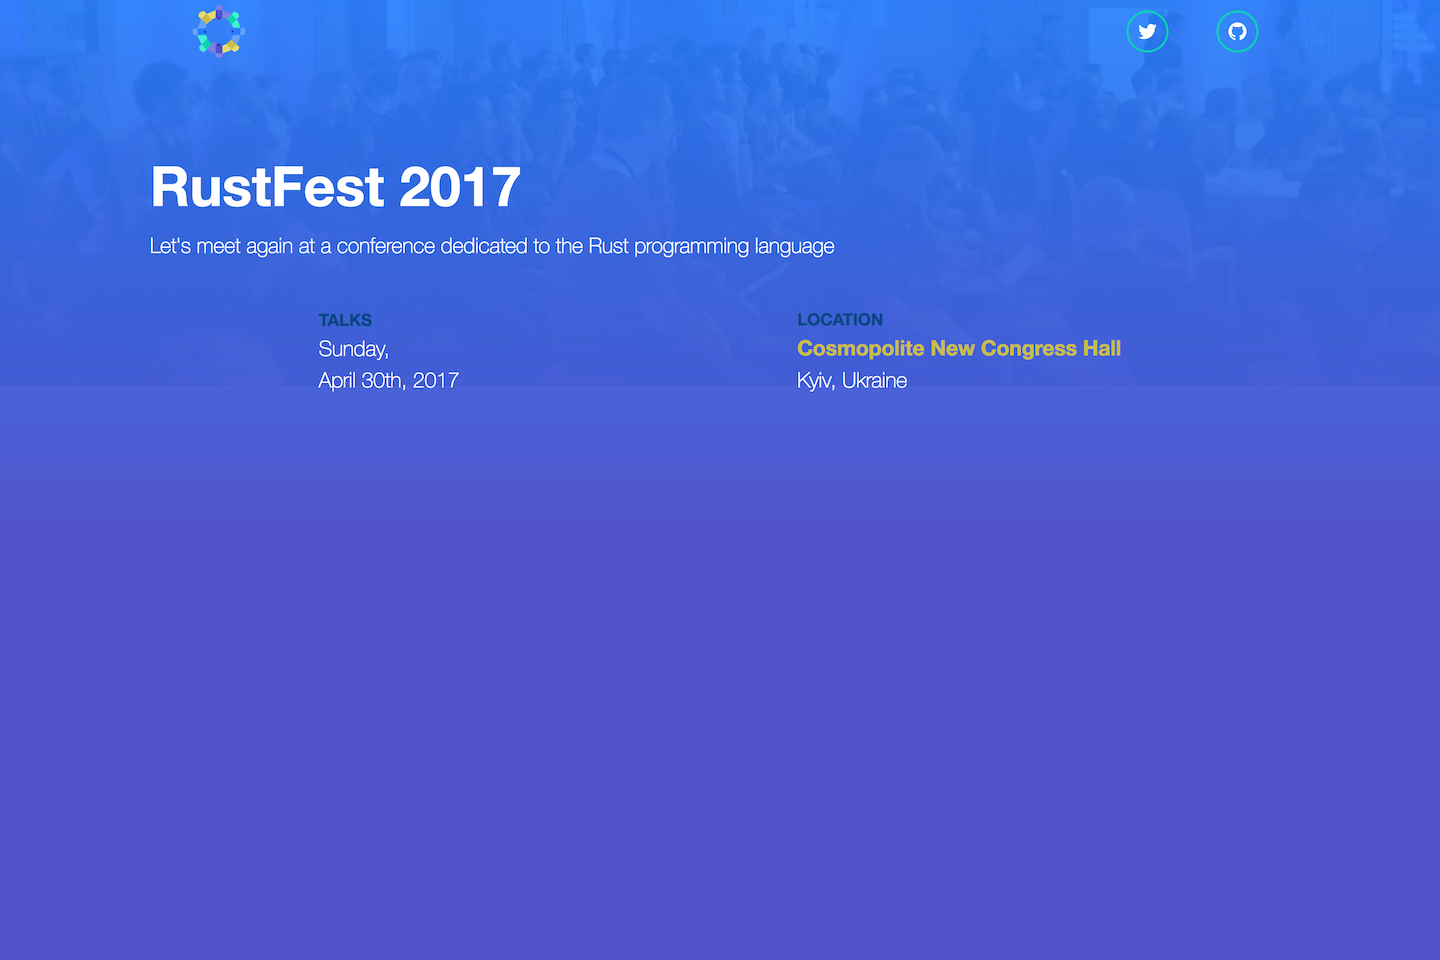 RustFest 2017
Let's meet again at a conference dedicated to the Rust programming language
TALKS
Sunday,
April 30th, 2017
LOCATION
Cosmopolite New Congress Hall
Kyiv, Ukraine